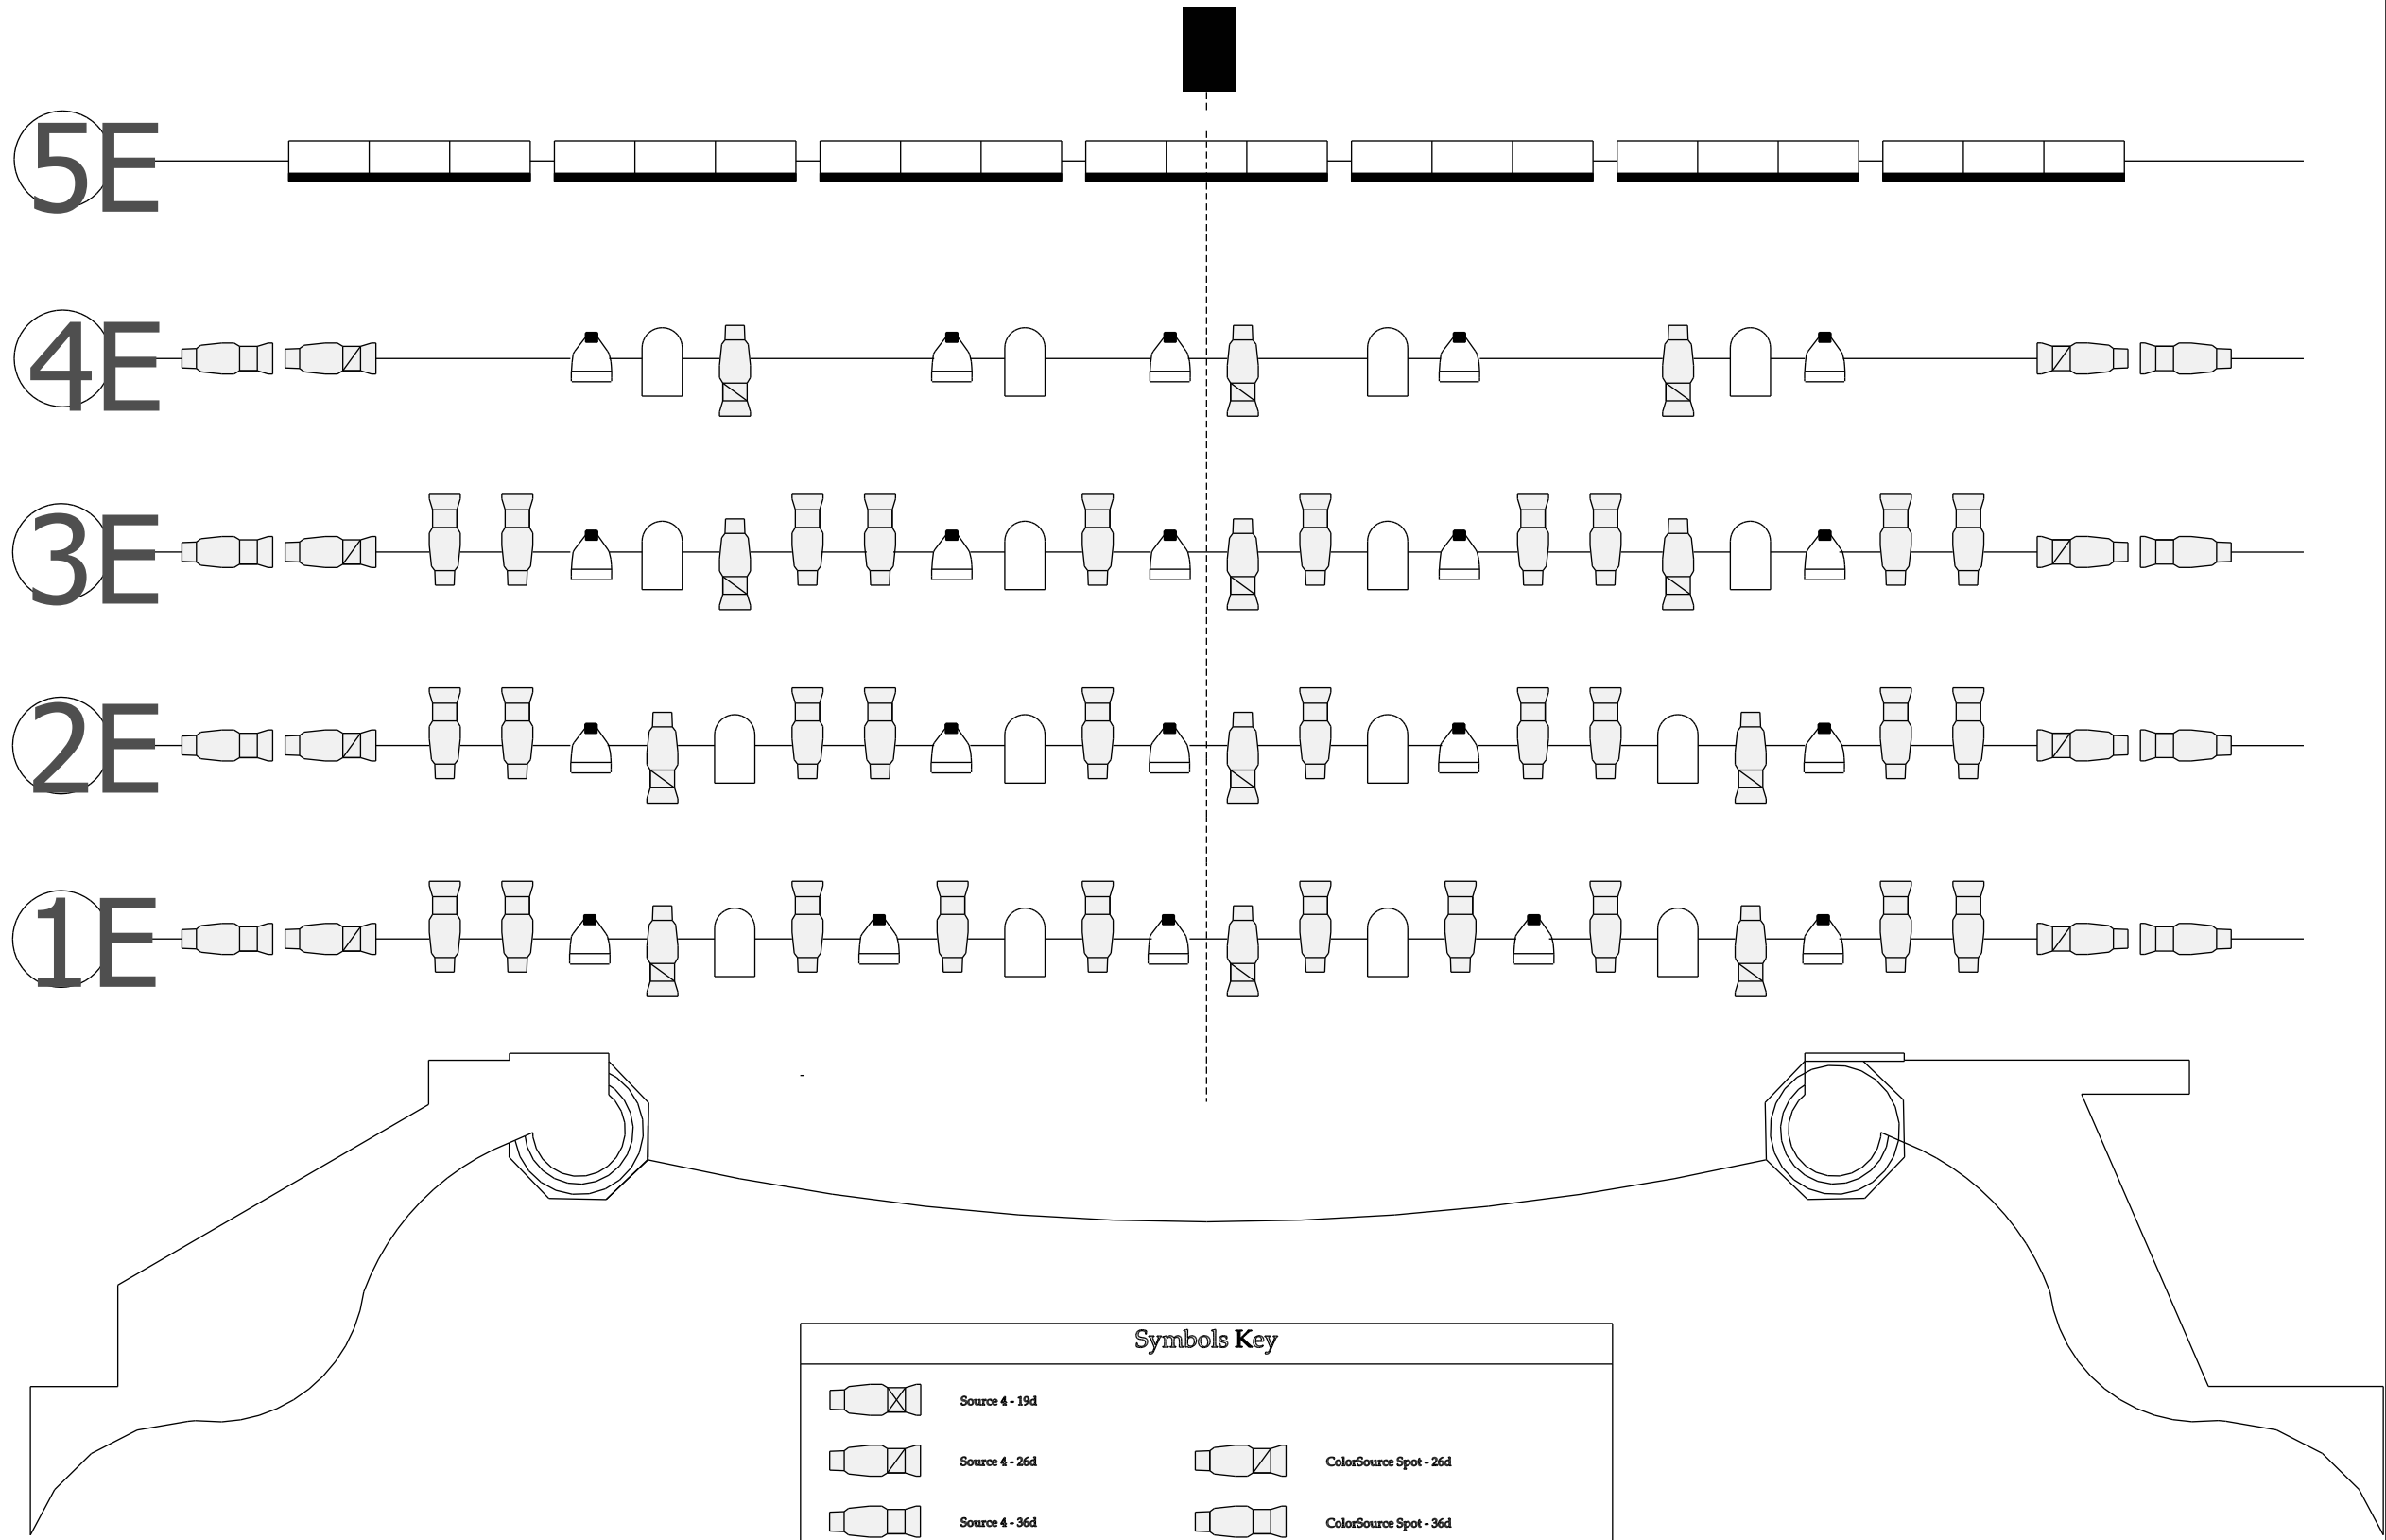 5E
4E
3E
2E
1E
Symbols Key
Source 4 - 19d
Source 4 - 26d ColorSource Spot - 26d
Source 4 - 36d ColorSource Spot - 36d